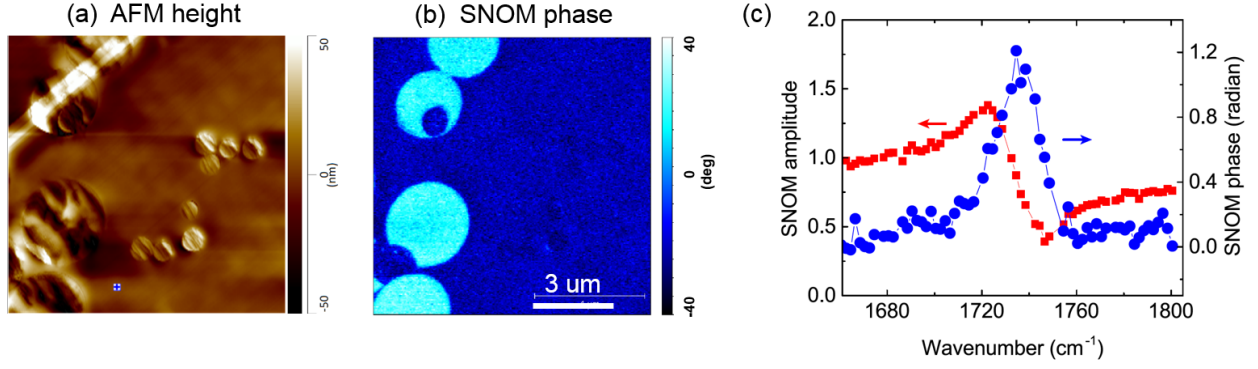 (a) AFM height
50
0
(nm)
-50
(b) SNOM phase
40
0
(deg)
-40
3 um
(c)
2.0
1.5
1.0
0.5
0.0
SNOM amplitude
1680
1720
1760
1800
Wavenumber (cm⁻¹)
1.2
0.8
0.4
0.0
SNOM phase (radian)